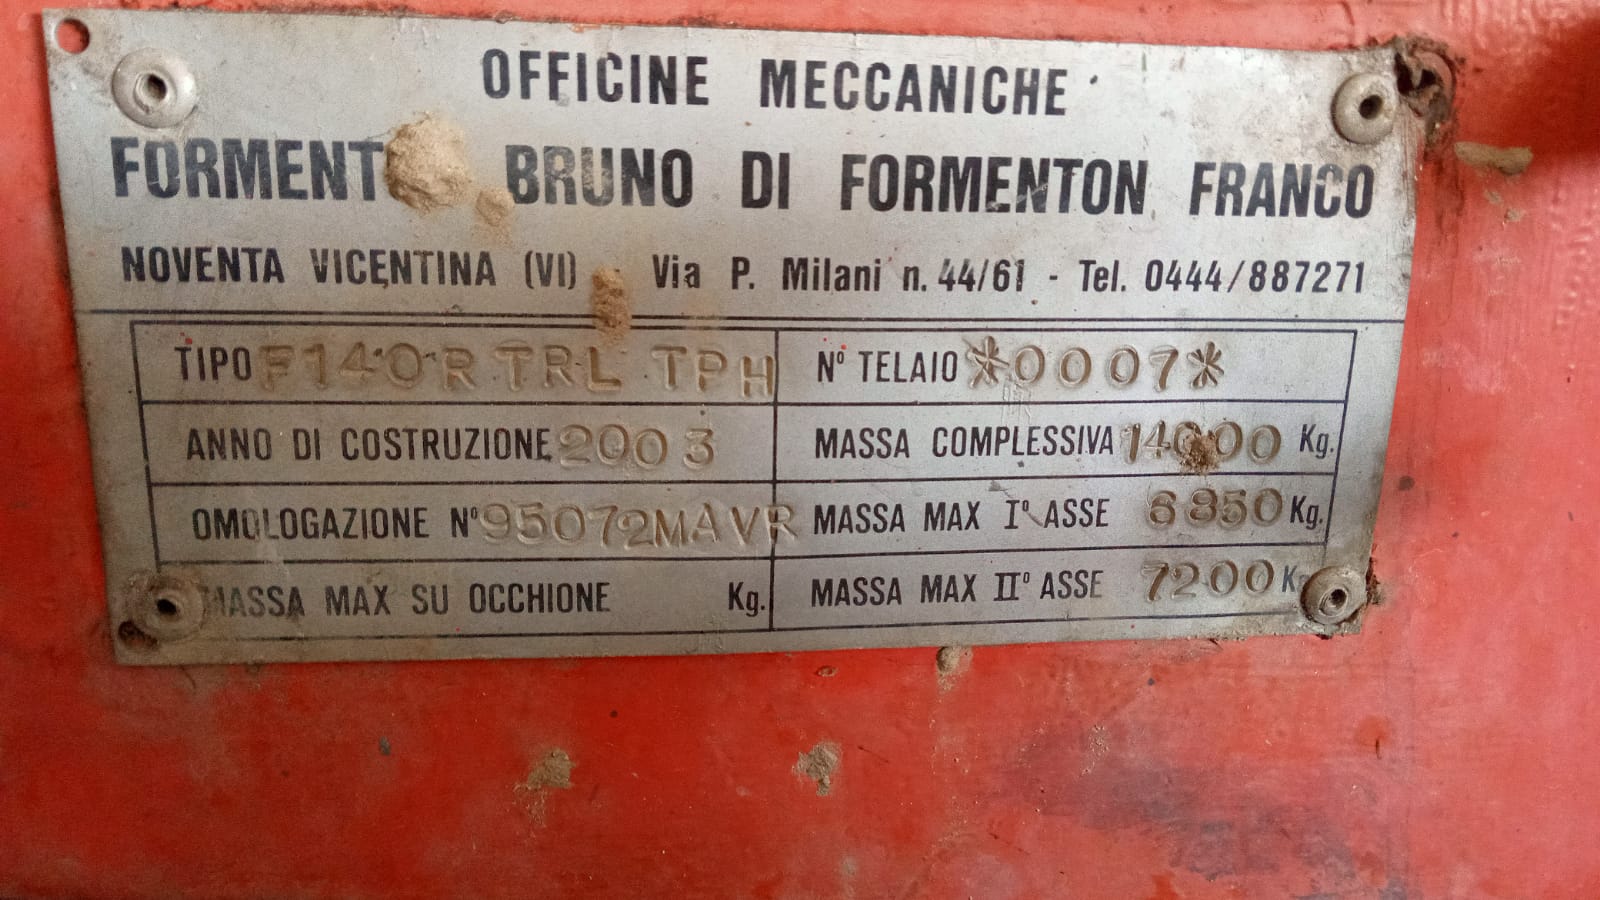 OFFICINE MECCANICHE
BRUNO DI FORMENTON FRANCO
NOVENTA VICENTINA (VI) - Via P. Milani n. 44/61 - Tel. 0444/887271
TIPO F140R TRL TPH N° TELAIO *0007*
ANNO DI COSTRUZIONE 2003 MASSA COMPLESSIVA 14000 Kg.
OMOLOGAZIONE N° 95072MAVR MASSA MAX I° ASSE 6850 Kg.
MASSA MAX SU OCCHIONE Kg. MASSA MAX II° ASSE 7200